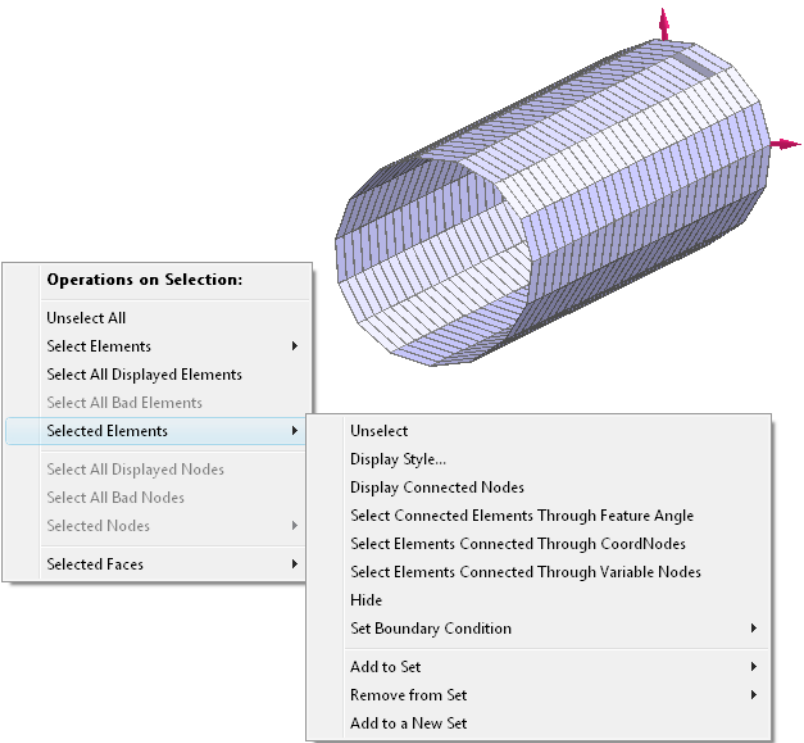 Operations on Selection:
Unselect All
Select Elements
Select All Displayed Elements
Select All Bad Elements
Selected Elements
Select All Displayed Nodes
Select All Bad Nodes
Selected Nodes
Selected Faces
Unselect
Display Style...
Display Connected Nodes
Select Connected Elements Through Feature Angle
Select Elements Connected Through CoordNodes
Select Elements Connected Through Variable Nodes
Hide
Set Boundary Condition
Add to Set
Remove from Set
Add to a New Set